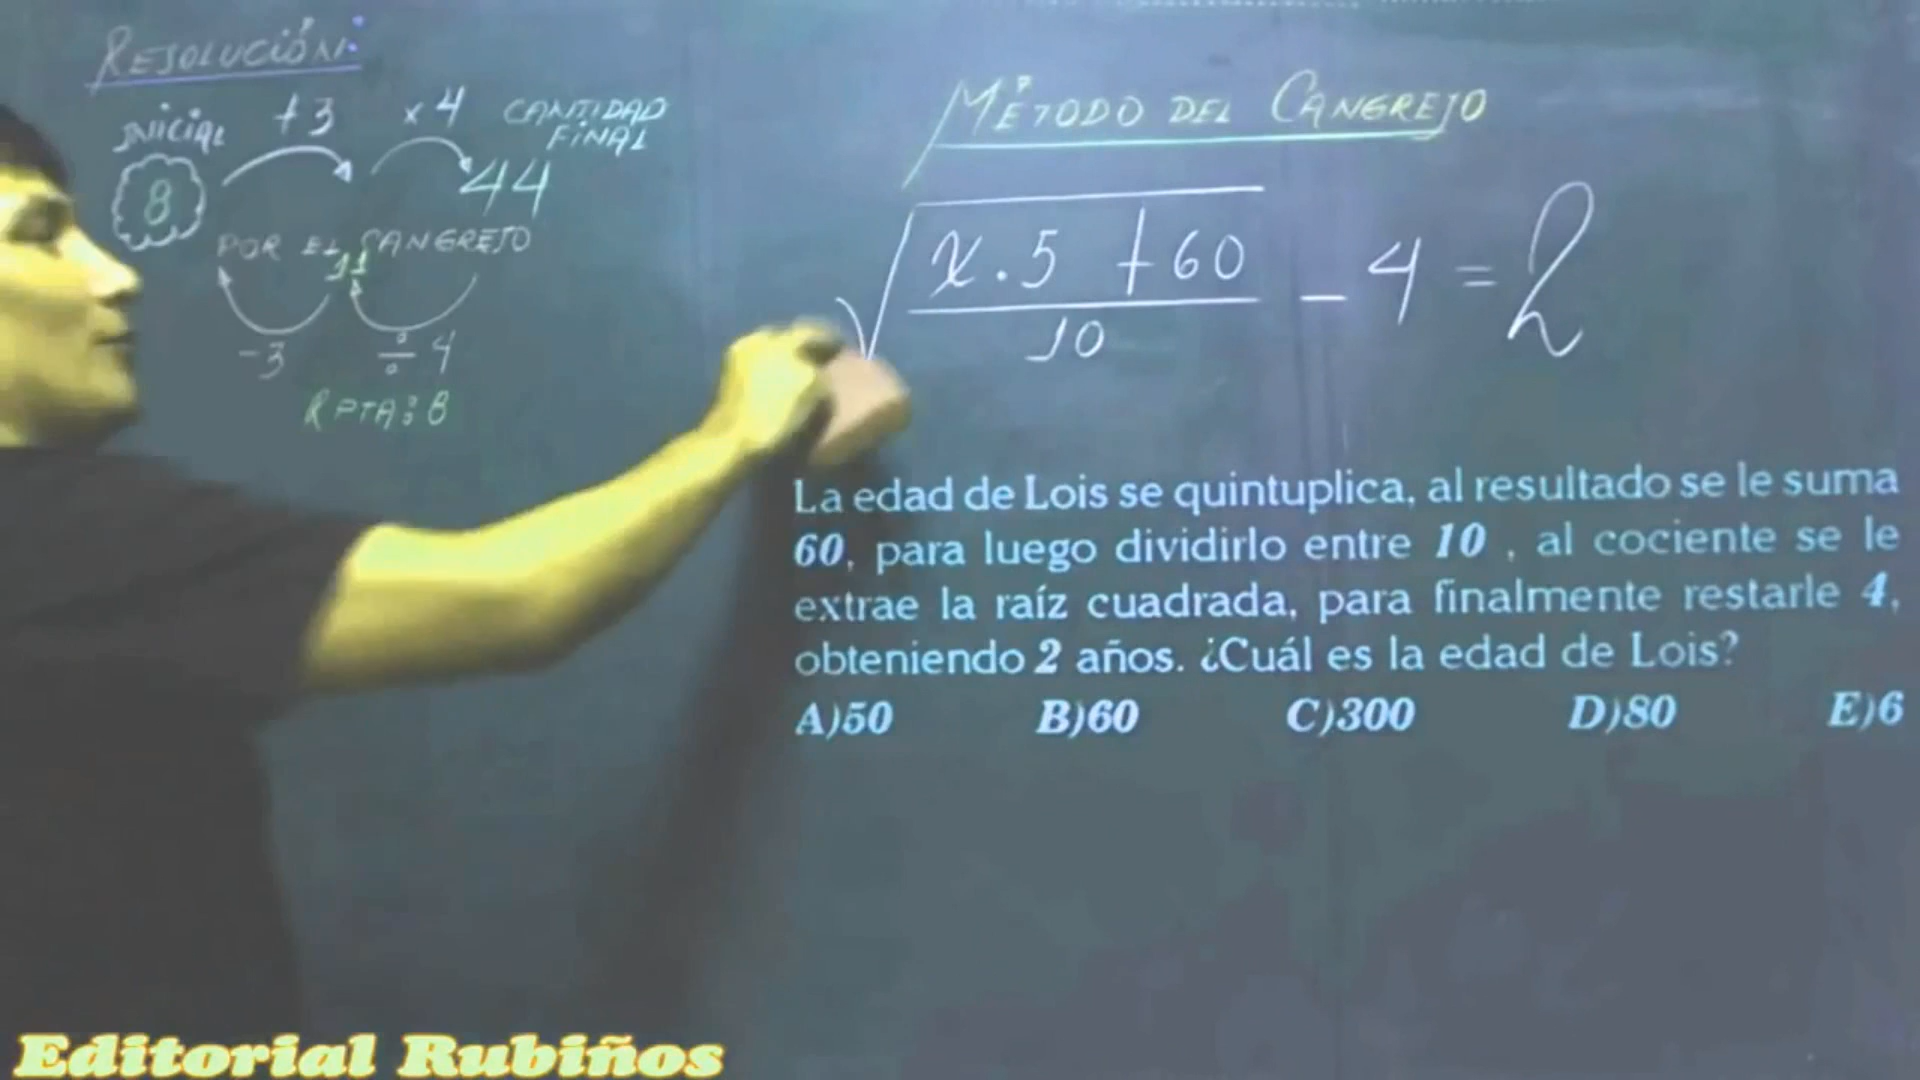 RESOLUCIÓN:
INICIAL +3 ×4 CANTIDAD
FINAL
8 44
POR EL CANGREJO
11
-3 ÷ 4
RPTA: 8
MÉTODO DEL CANGREJO
√ x.5 +60 - 4 = 2
10
La edad de Lois se quintuplica, al resultado se le suma
60, para luego dividirlo entre 10 , al cociente se le
extrae la raíz cuadrada, para finalmente restarle 4,
obteniendo 2 años. ¿Cuál es la edad de Lois?
A)50 B)60 C)300 D)80 E)6
Editorial Rubiños